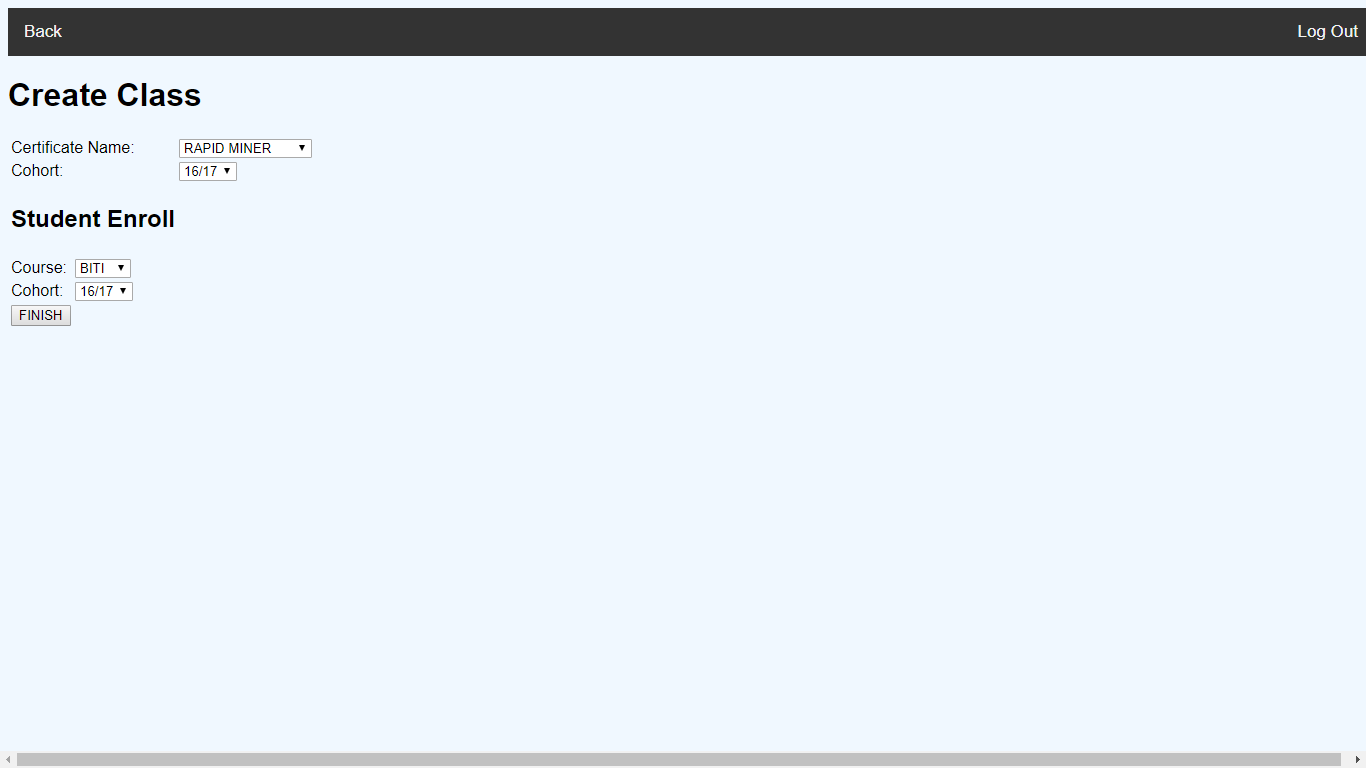 Back Log Out
Create Class
Certificate Name: RAPID MINER
Cohort: 16/17
Student Enroll
Course: BITI
Cohort: 16/17
FINISH